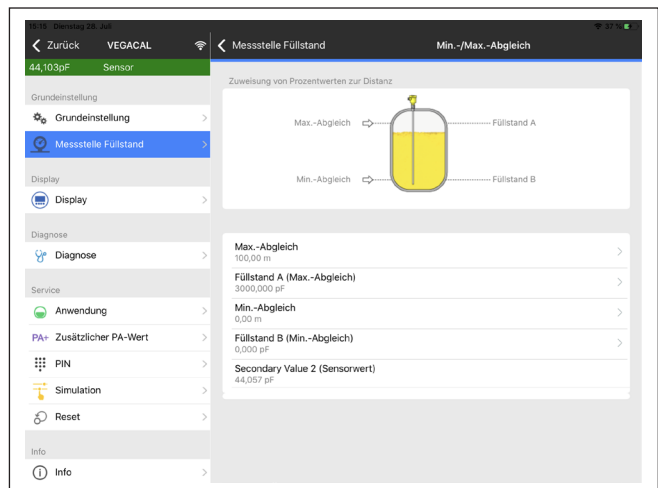 15:15 Dienstag 28. Juli
37 %
Zurück VEGACAL
Messstelle Füllstand Min.-/Max.-Abgleich
44,103pF Sensor
Grundeinstellung
Grundeinstellung
Messstelle Füllstand
Display
Display
Diagnose
Diagnose
Service
Anwendung
PA+ Zusätzlicher PA-Wert
PIN
Simulation
Reset
Info
Info
Zuweisung von Prozentwerten zur Distanz
Max.-Abgleich Füllstand A
Min.-Abgleich Füllstand B
Max.-Abgleich
100,00 m
Füllstand A (Max.-Abgleich)
3000,000 pF
Min.-Abgleich
0,00 m
Füllstand B (Min.-Abgleich)
0,000 pF
Secondary Value 2 (Sensorwert)
44,057 pF